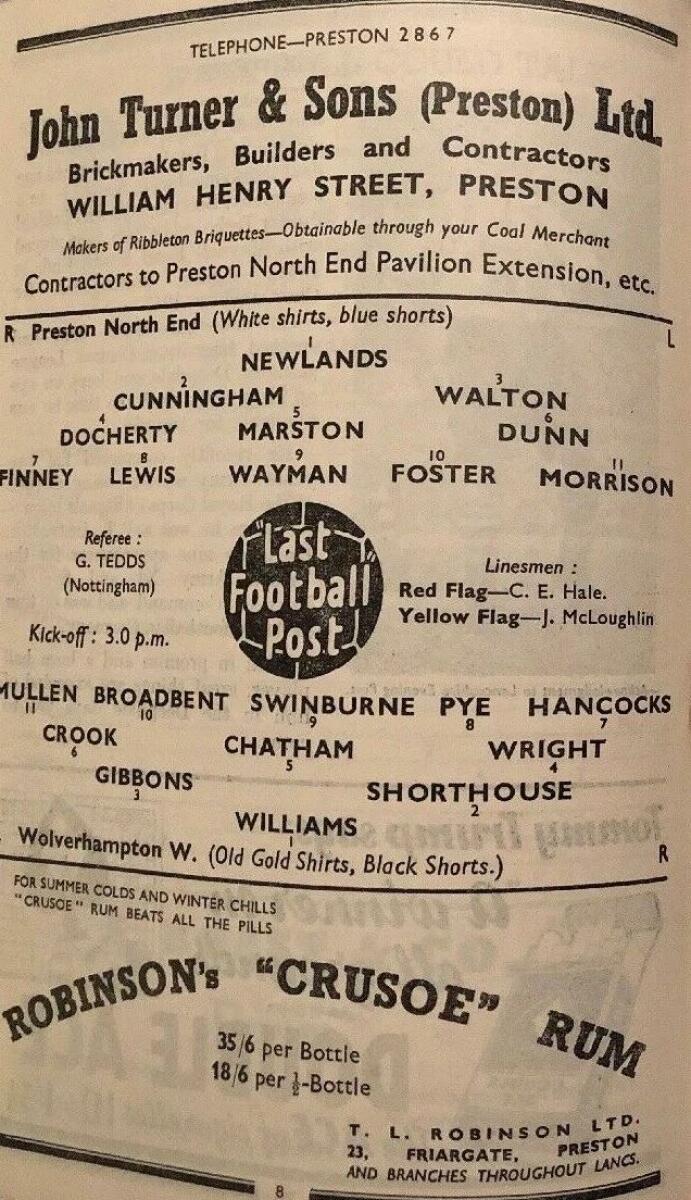 TELEPHONE—PRESTON 2867
John Turner & Sons (Preston) Ltd.
Brickmakers, Builders and Contractors
WILLIAM HENRY STREET, PRESTON
Makers of Ribbleton Briquettes—Obtainable through your Coal Merchant
Contractors to Preston North End Pavilion Extension, etc.
R Preston North End (White shirts, blue shorts) L
1
NEWLANDS
2 3
CUNNINGHAM WALTON
4 5 6
DOCHERTY MARSTON DUNN
7 8 9 10 11
FINNEY LEWIS WAYMAN FOSTER MORRISON
Referee :
G. TEDDS
(Nottingham)
Kick-off : 3.0 p.m.
"Last
Football
Post"
Linesmen :
Red Flag—C. E. Hale.
Yellow Flag—J. McLoughlin
MULLEN BROADBENT SWINBURNE PYE HANCOCKS
11 10 9 8 7
CROOK CHATHAM WRIGHT
6 5 4
GIBBONS SHORTHOUSE
3 2
WILLIAMS
1
Wolverhampton W. (Old Gold Shirts, Black Shorts.) R
FOR SUMMER COLDS AND WINTER CHILLS
"CRUSOE" RUM BEATS ALL THE PILLS
ROBINSON's "CRUSOE" RUM
35/6 per Bottle
18/6 per ½-Bottle
T. L. ROBINSON LTD.
23, FRIARGATE, PRESTON
AND BRANCHES THROUGHOUT LANCS.
8